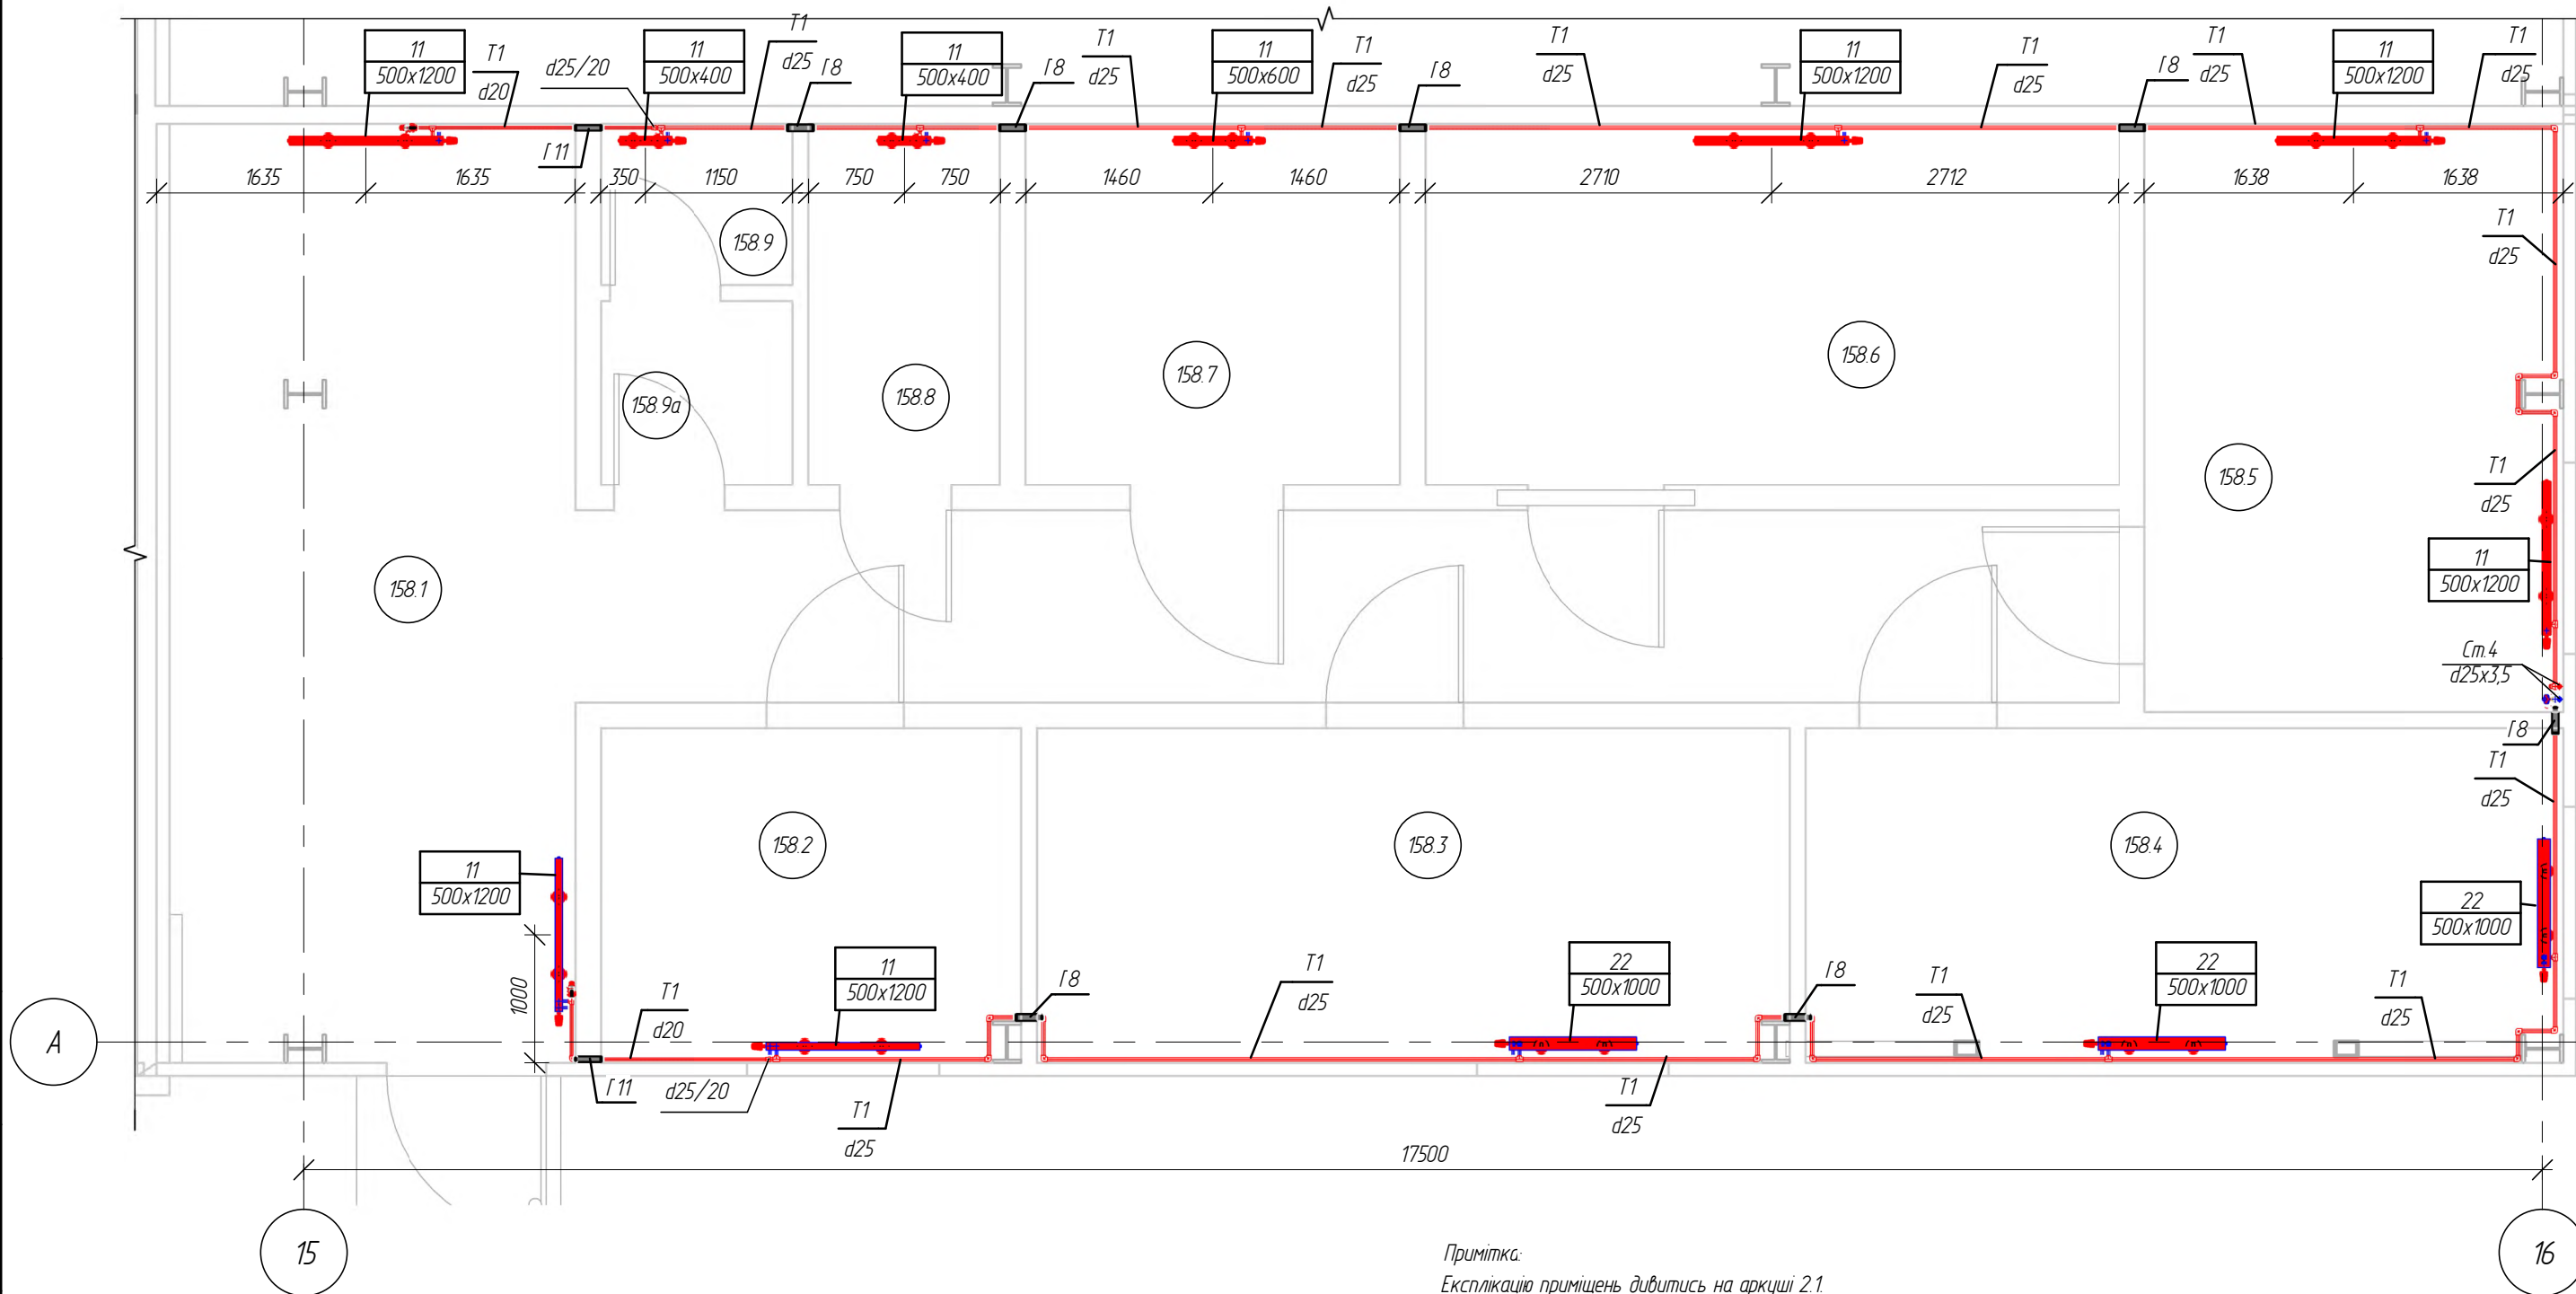 11
500x1200
T1
d20
d25/20
11
500x400
T1
d25
Г8
11
500x400
Г8
T1
d25
11
500x600
T1
d25
Г8
T1
d25
11
500x1200
T1
d25
Г8
T1
d25
11
500x1200
T1
d25
Г11
1635
1635
350
1150
750
750
1460
1460
2710
2712
1638
1638
T1
d25
158.9
158.9а
158.8
158.7
158.6
158.5
T1
d25
11
500x1200
158.1
Ст.4
d25x3,5
Г8
T1
d25
158.2
158.3
158.4
11
500x1200
22
500x1000
1000
T1
d20
11
500x1200
Г8
T1
d25
22
500x1000
Г8
T1
d25
22
500x1000
T1
d25
А
Г11
d25/20
T1
d25
T1
d25
17500
15
16
Примітка:
Експлікацію приміщень дивитись на аркуші 2.1.